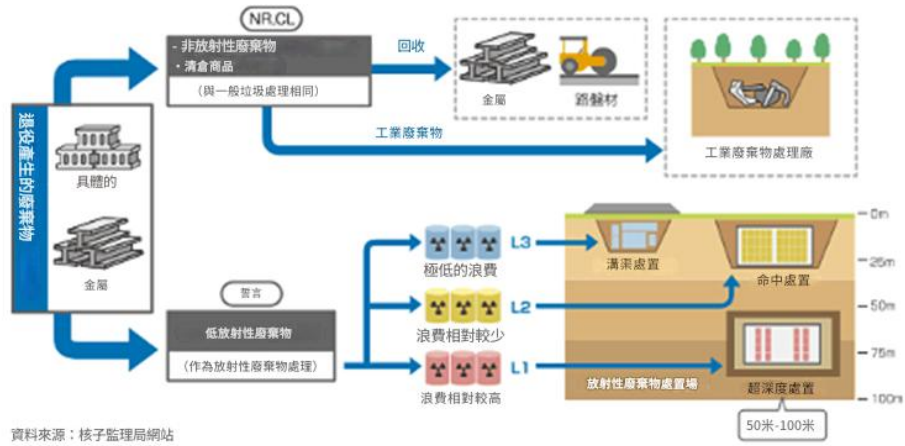 NR.CL
- 非放射性廢棄物
・清倉商品
（與一般垃圾處理相同）
回收
金屬
路盤材
工業廢棄物
工業廢棄物處理廠
退役產生的廢棄物
具體的
金屬
誓言
低放射性廢棄物
（作為放射性廢棄物處理）
極低的浪費
L3
浪費相對較少
L2
浪費相對較高
L1
溝渠處置
命中處置
超深度處置
放射性廢棄物處置場
0m
25m
50m
75m
100m
50米-100米
資料來源：核子監理局網站